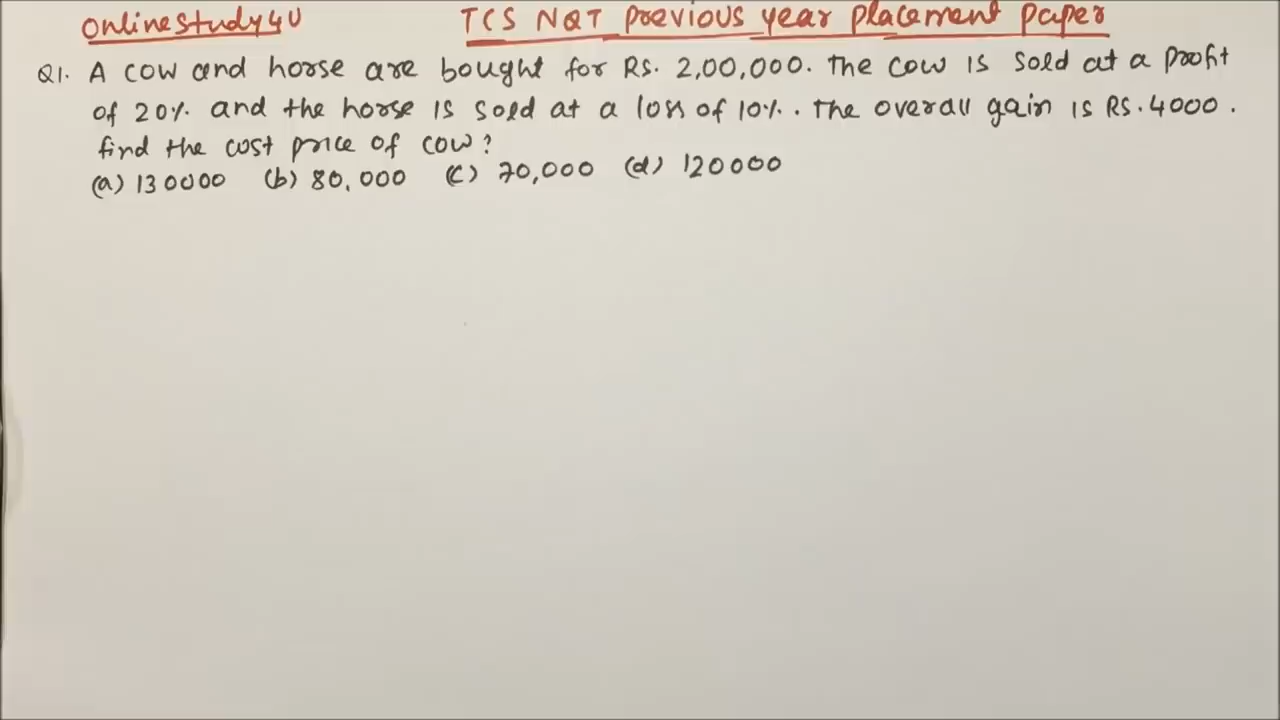 OnlineStudy4U
TCS NQT previous year placement paper
Q1. A cow and horse are bought for RS. 2,00,000. The cow is sold at a profit
of 20% and the horse is sold at a loss of 10%. The overall gain is RS.4000.
find the cost price of cow?
(a) 130000 (b) 80,000 (c) 70,000 (d) 120000